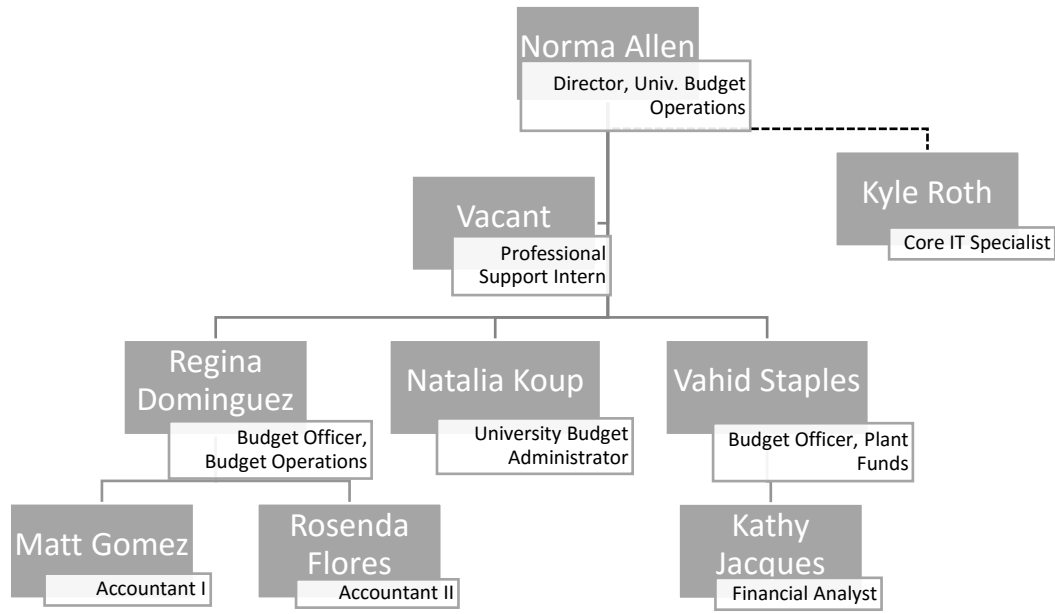 Norma Allen
Director, Univ. Budget
Operations
Kyle Roth
Core IT Specialist
Vacant
Professional
Support Intern
Regina
Dominguez
Budget Officer,
Budget Operations
Natalia Koup
University Budget
Administrator
Vahid Staples
Budget Officer, Plant
Funds
Matt Gomez
Accountant I
Rosenda
Flores
Accountant II
Kathy
Jacques
Financial Analyst